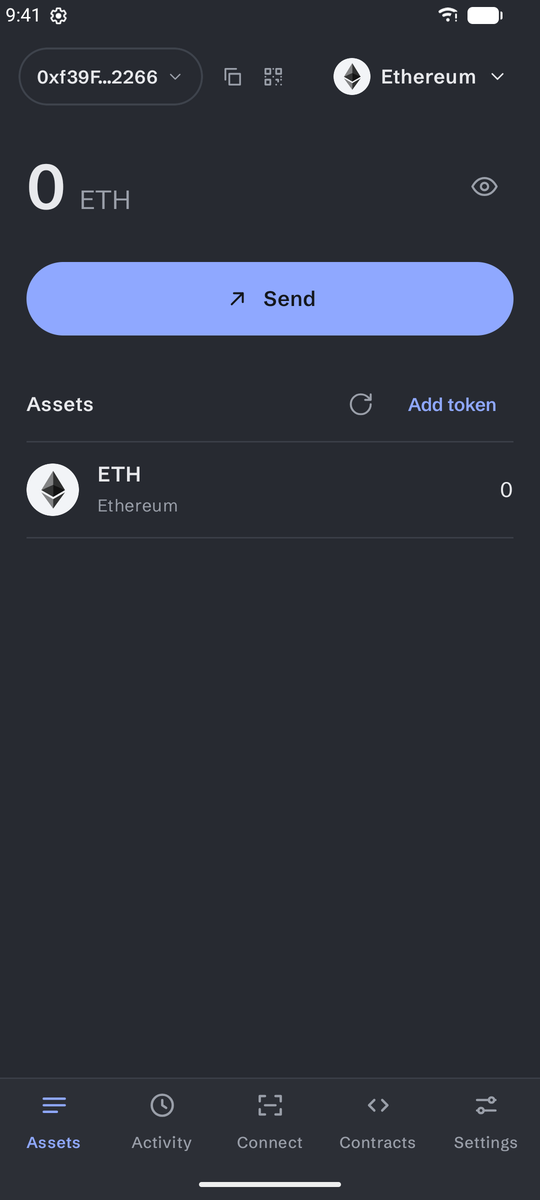 9:41
0xf39F...2266
Ethereum
0 ETH
Send
Assets
Add token
ETH
Ethereum
0
Assets
Activity
Connect
Contracts
Settings